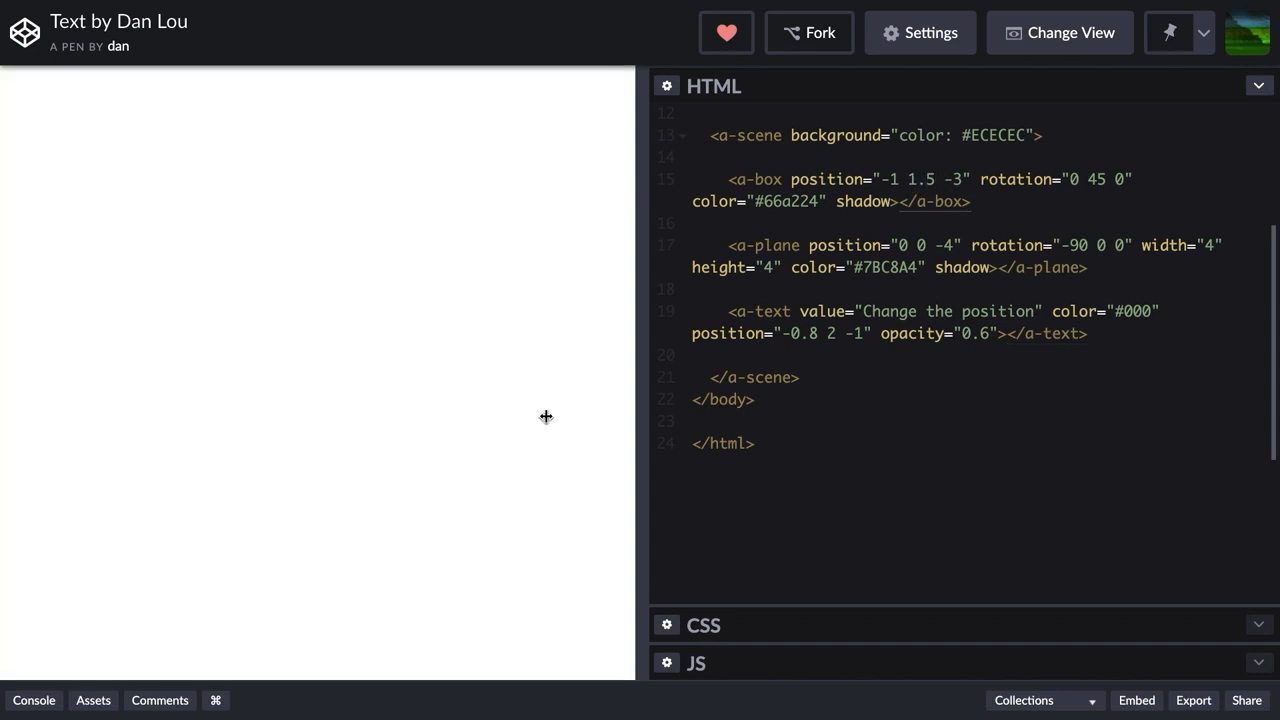 Text by Dan Lou
A PEN BY dan
Fork
Settings
Change View
HTML
12
13 <a-scene background="color: #ECECEC">
14
15 <a-box position="-1 1.5 -3" rotation="0 45 0"
color="#66a224" shadow></a-box>
16
17 <a-plane position="0 0 -4" rotation="-90 0 0" width="4"
height="4" color="#7BC8A4" shadow></a-plane>
18
19 <a-text value="Change the position" color="#000"
position="-0.8 2 -1" opacity="0.6"></a-text>
20
21 </a-scene>
22 </body>
23
24 </html>
CSS
JS
Console Assets Comments ⌘ Collections Embed Export Share